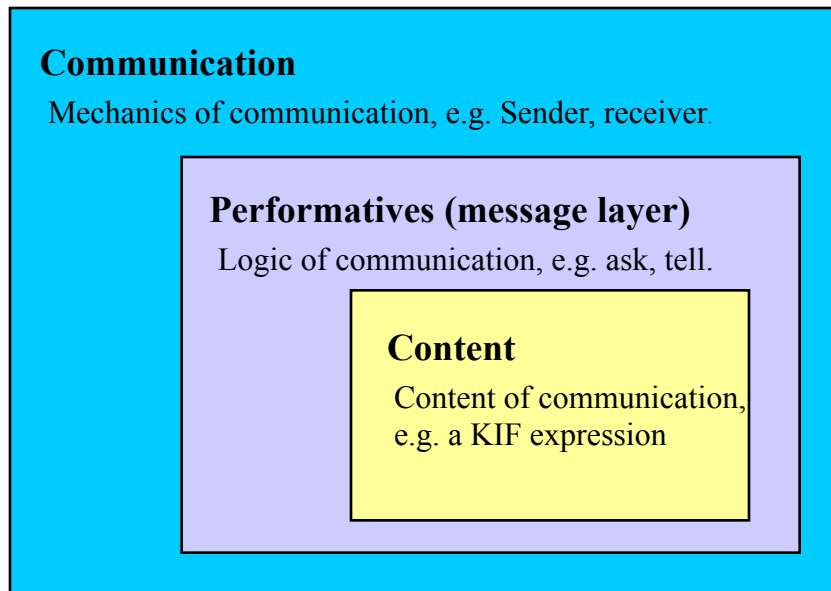 Communication
Mechanics of communication, e.g. Sender, receiver.
Performatives (message layer)
Logic of communication, e.g. ask, tell.
Content
Content of communication,
e.g. a KIF expression